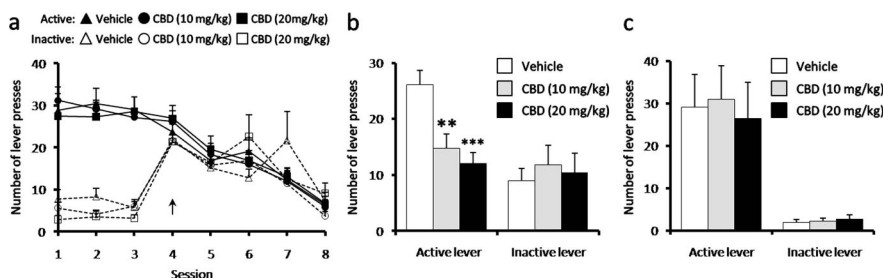 a
Active: Vehicle CBD (10 mg/kg) CBD (20mg/kg)
Inactive: Vehicle CBD (10 mg/kg) CBD (20 mg/kg)
Number of lever presses
40
30
20
10
0
1 2 3 4 5 6 7 8
Session
b
Number of lever presses
30
20
10
0
** ***
Vehicle
CBD (10 mg/kg)
CBD (20 mg/kg)
Active lever Inactive lever
c
Number of lever presses
40
30
20
10
0
Vehicle
CBD (10 mg/kg)
CBD (20 mg/kg)
Active lever Inactive lever